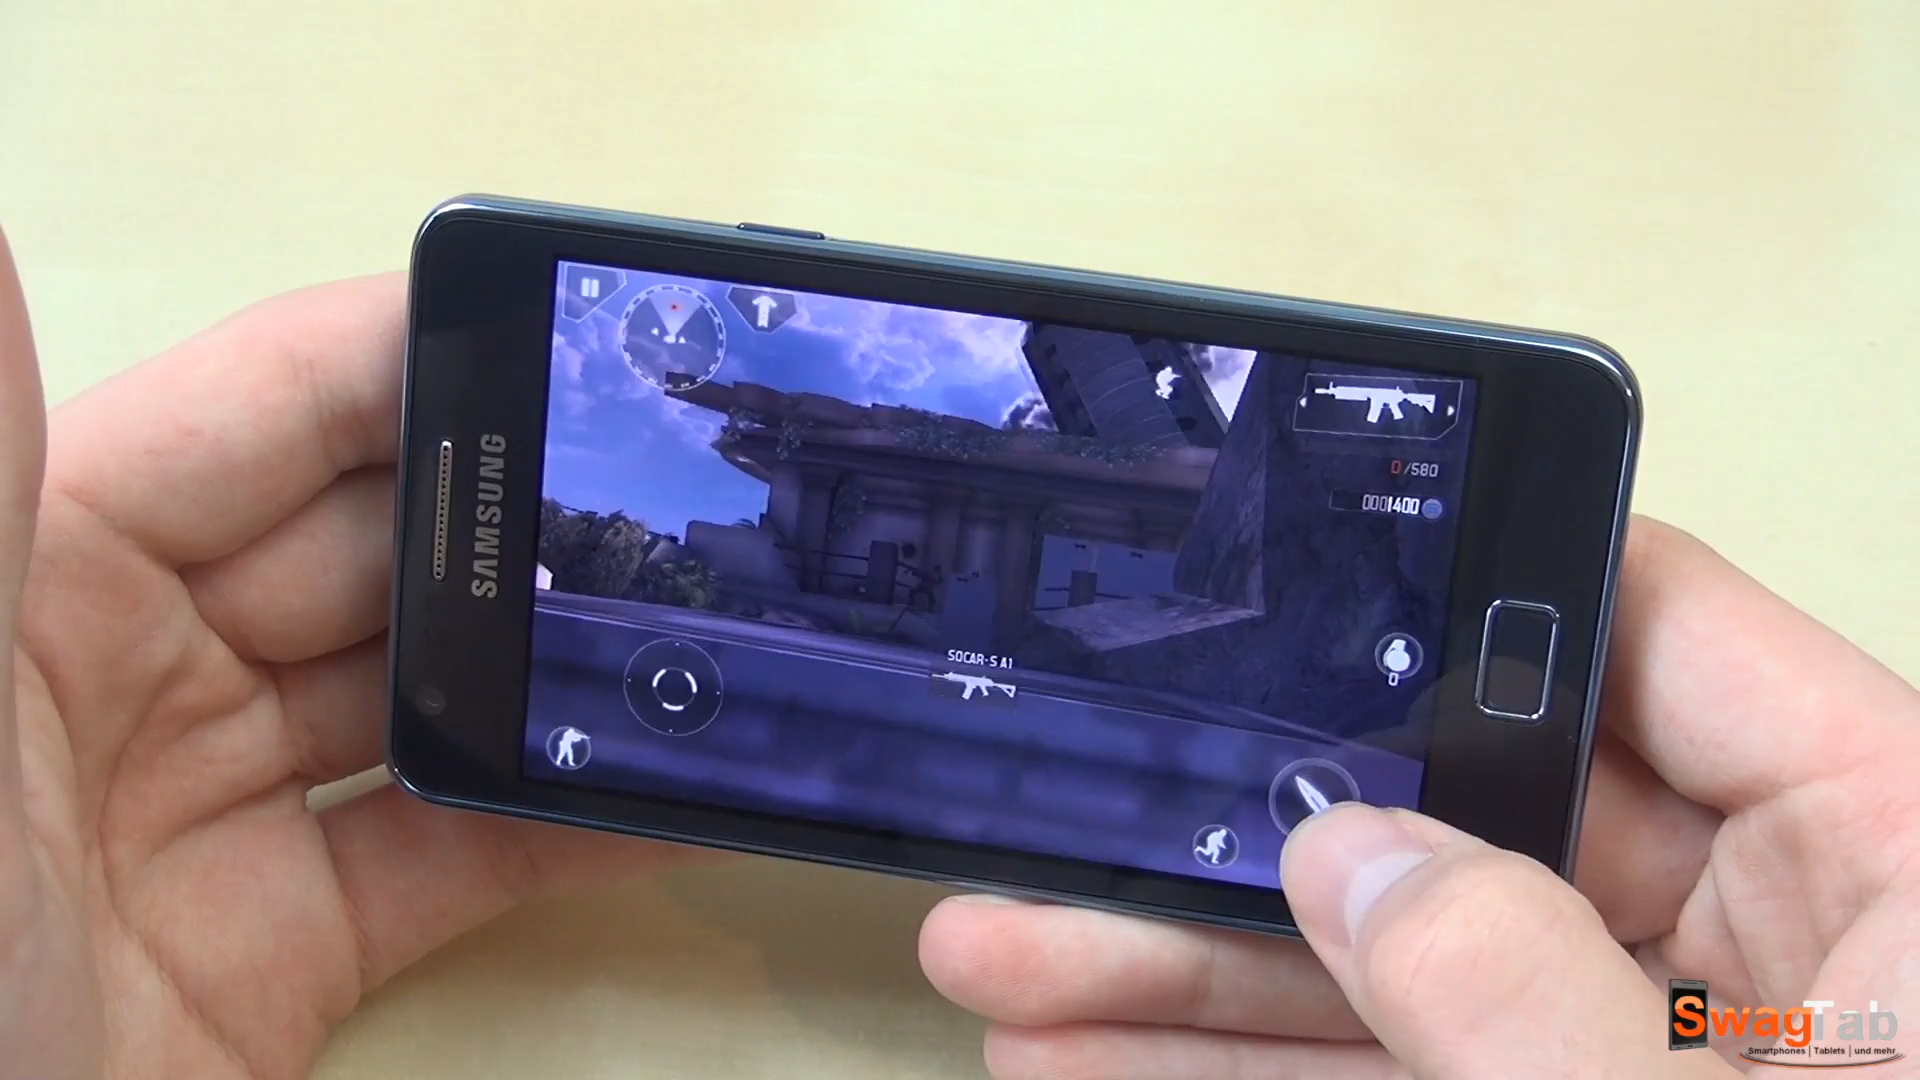 SAMSUNG
0/580
0001400
SOCAR-S A1
0
SwagTab
Smartphones | Tablets | und mehr